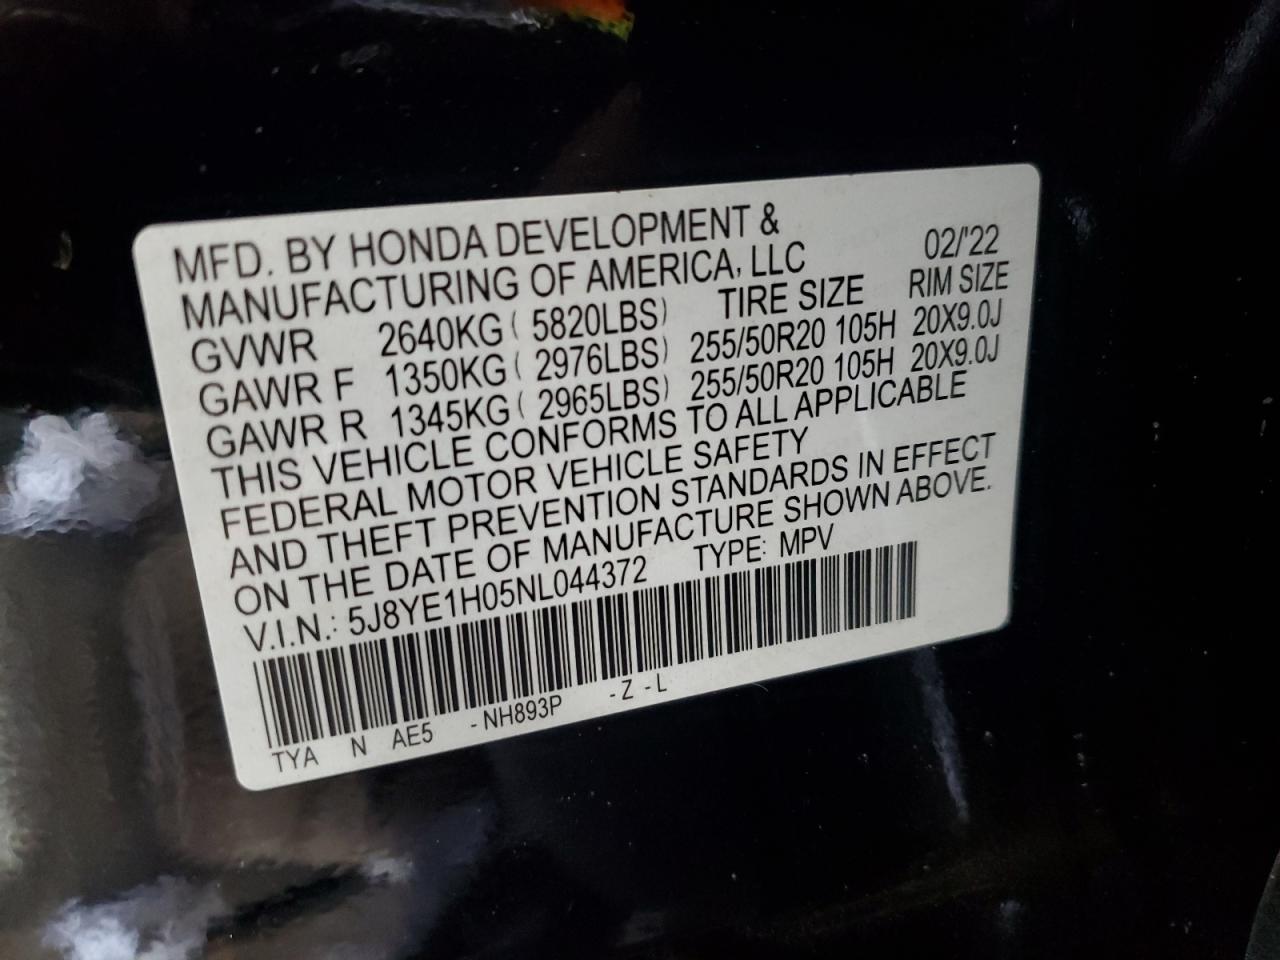 MFD. BY HONDA DEVELOPMENT &
MANUFACTURING OF AMERICA, LLC 02/'22
GVWR 2640KG ( 5820LBS) TIRE SIZE RIM SIZE
GAWR F 1350KG ( 2976LBS) 255/50R20 105H 20X9.0J
GAWR R 1345KG ( 2965LBS) 255/50R20 105H 20X9.0J
THIS VEHICLE CONFORMS TO ALL APPLICABLE
FEDERAL MOTOR VEHICLE SAFETY
AND THEFT PREVENTION STANDARDS IN EFFECT
ON THE DATE OF MANUFACTURE SHOWN ABOVE.
V.I.N.: 5J8YE1H05NL044372 TYPE: MPV
TYA N AE5 -NH893P -Z-L